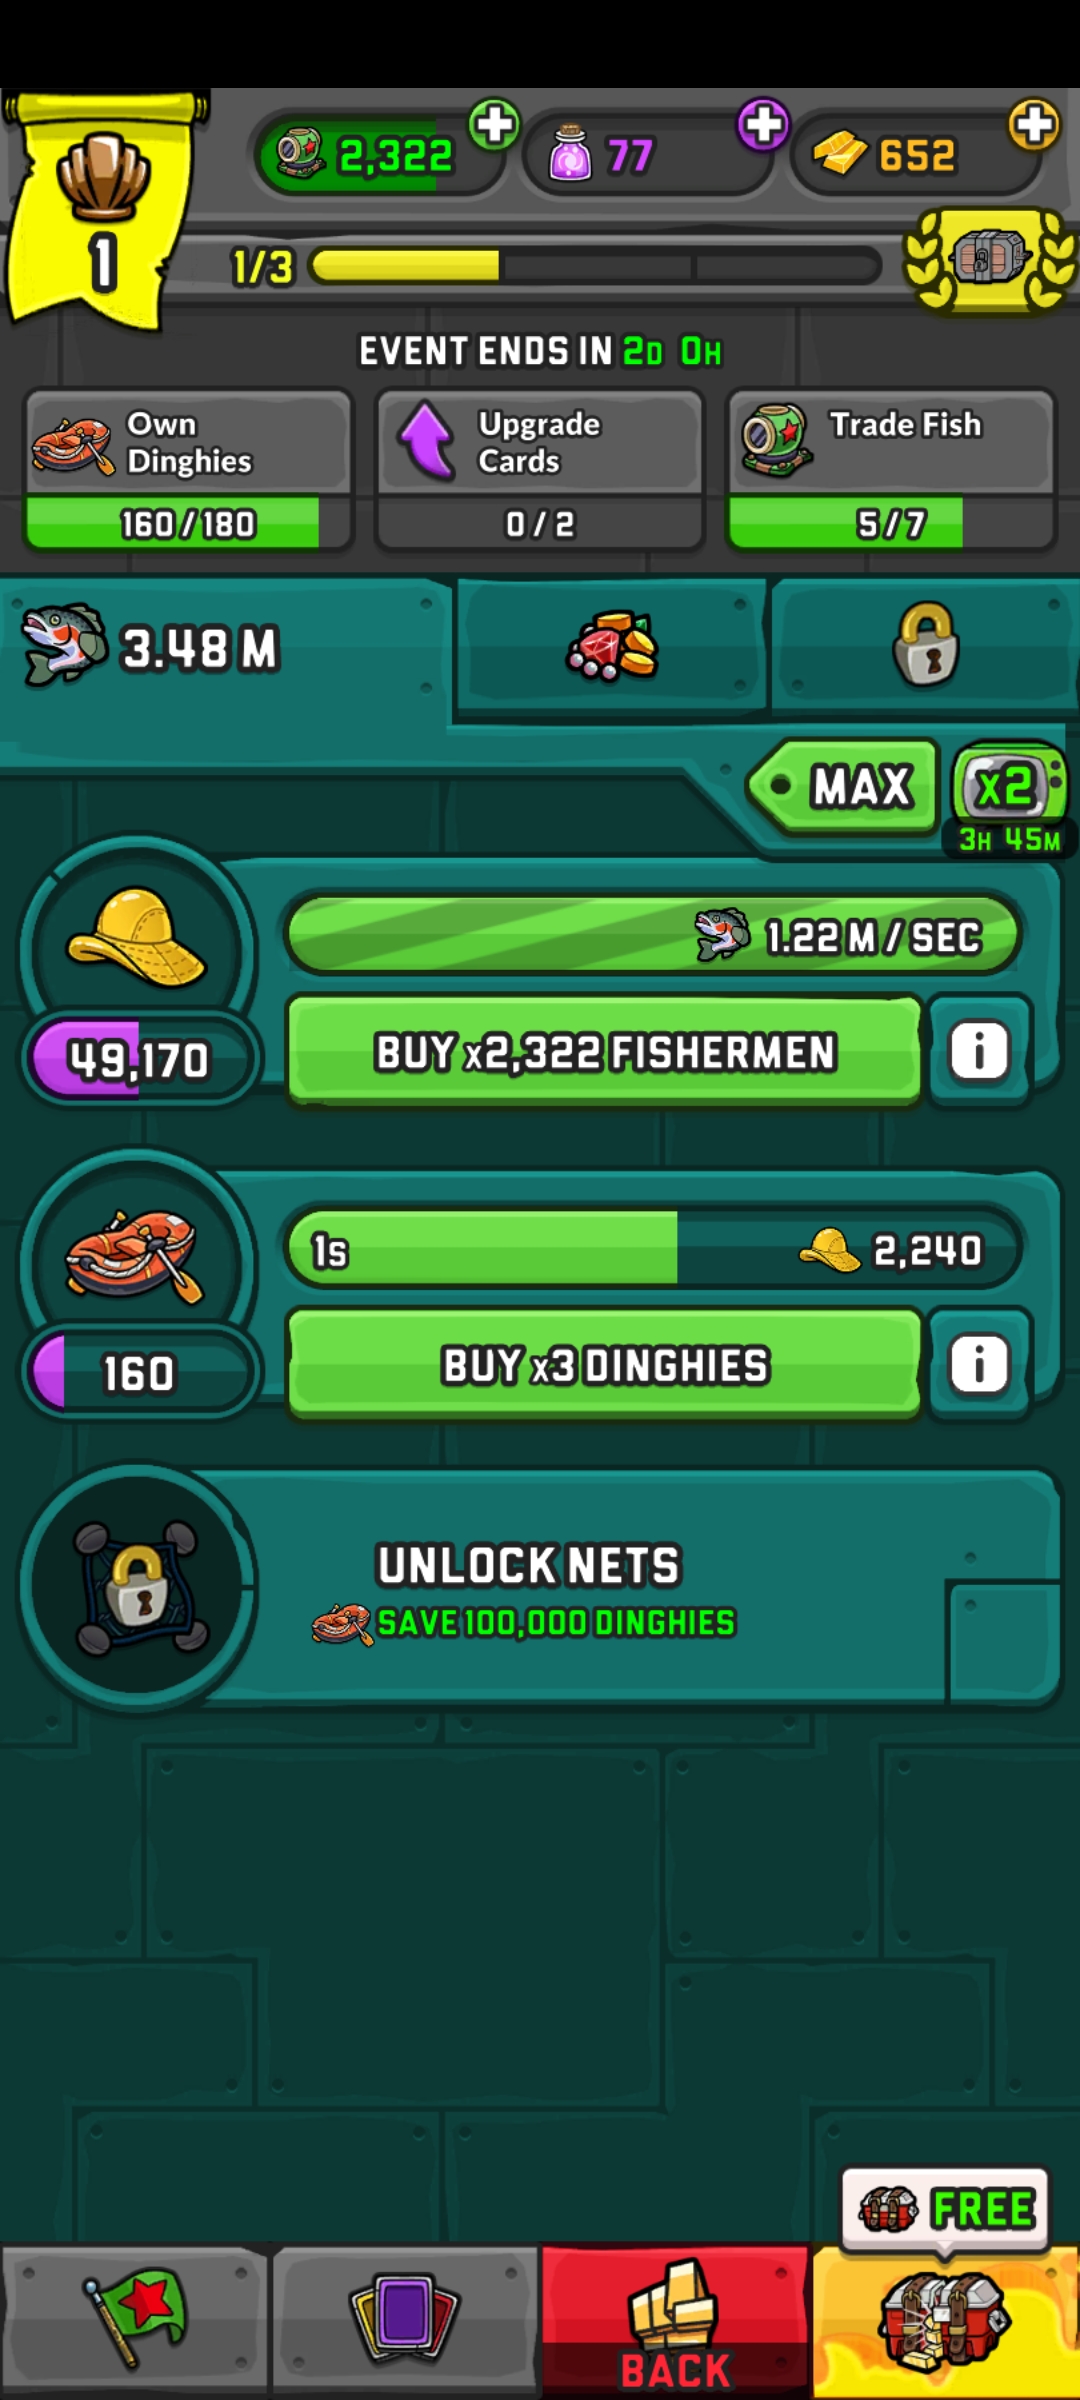 2,322
77
652
1
1/3
EVENT ENDS IN 2D 0H
Own
Dinghies
160/180
Upgrade
Cards
0/2
Trade Fish
5/7
3.48 M
MAX
x2
3H 45M
1.22 M / SEC
49,170
BUY x2,322 FISHERMEN
i
1s
2,240
160
BUY x3 DINGHIES
i
UNLOCK NETS
SAVE 100,000 DINGHIES
FREE
BACK